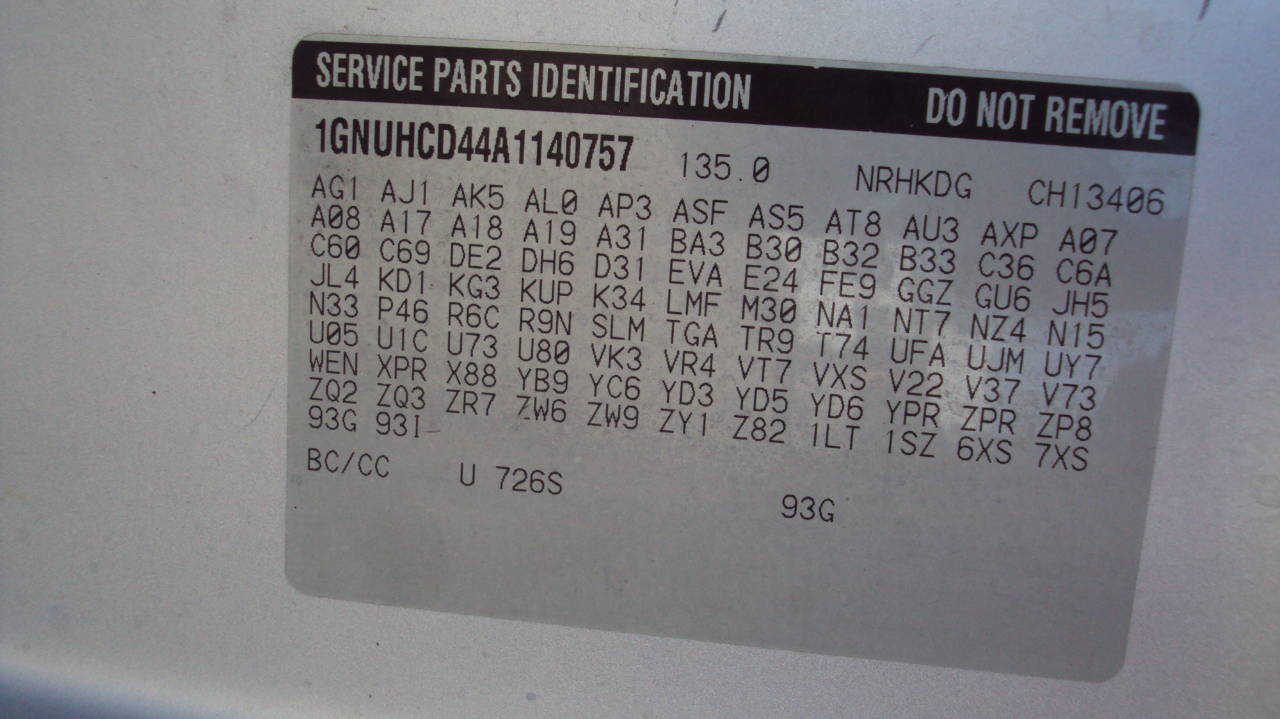 SERVICE PARTS IDENTIFICATION DO NOT REMOVE
1GNUHCD44A1140757 135.0 NRHKDG CH13406
AG1 AJ1 AK5 AL0 AP3 ASF AS5 AT8 AU3 AXP A07
A08 A17 A18 A19 A31 BA3 B30 B32 B33 C36 C6A
C60 C69 DE2 DH6 D31 EVA E24 FE9 GGZ GU6 JH5
JL4 KD1 KG3 KUP K34 LMF M30 NA1 NT7 NZ4 N15
N33 P46 R6C R9N SLM TGA TR9 T74 UFA UJM UY7
U05 U1C U73 U80 VK3 VR4 VT7 VXS V22 V37 V73
WEN XPR X88 YB9 YC6 YD3 YD5 YD6 YPR ZPR ZP8
ZQ2 ZQ3 ZR7 ZW6 ZW9 ZY1 Z82 1LT 1SZ 6XS 7XS
93G 93I
BC/CC U 726S 93G